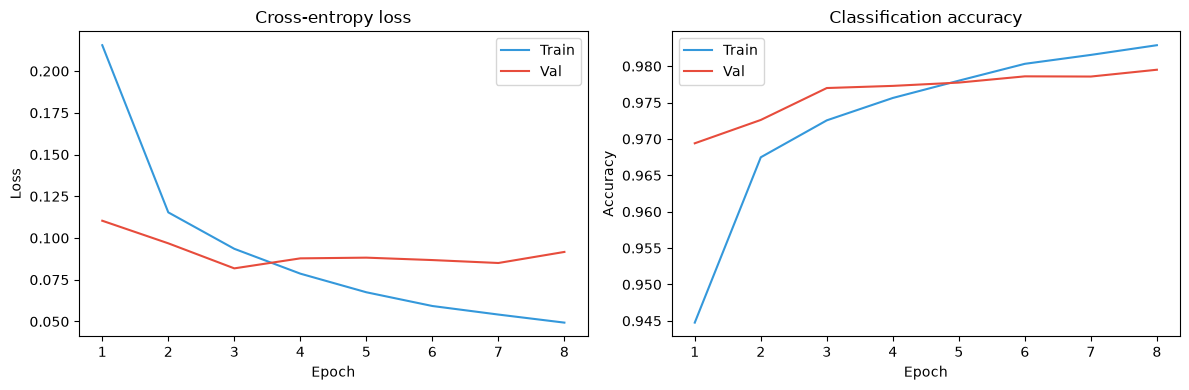 Cross-entropy loss
Train
Val
0.200
0.175
0.150
0.125
0.100
0.075
0.050
Loss
1 2 3 4 5 6 7 8
Epoch
Classification accuracy
Train
Val
0.980
0.975
0.970
0.965
0.960
0.955
0.950
0.945
Accuracy
1 2 3 4 5 6 7 8
Epoch